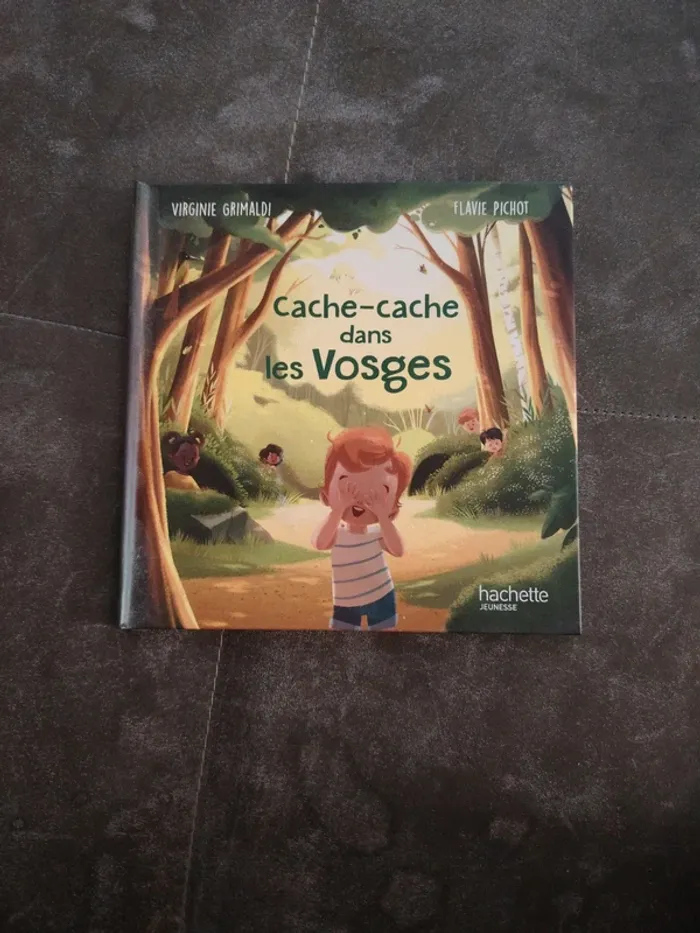 VIRGINIE GRIMALDI
FLAVIE PICHOT
Cache-cache
dans
les Vosges
hachette
JEUNESSE